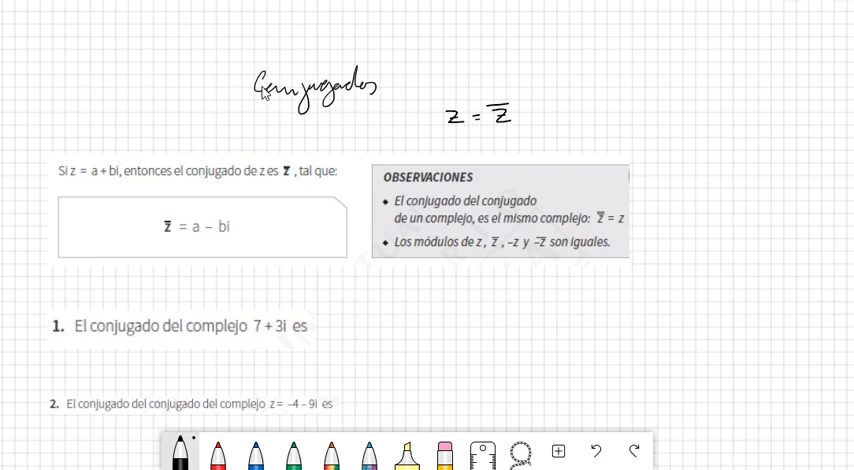 Conjugados
z = z̅
Si z = a + bi, entonces el conjugado de z es z̅ , tal que:
z̅ = a − bi
OBSERVACIONES
♦ El conjugado del conjugado
de un complejo, es el mismo complejo: z̿ = z
♦ Los módulos de z , z̅ , −z y −z̅ son iguales.
1. El conjugado del complejo 7 + 3i es
2. El conjugado del conjugado del complejo z = −4 − 9i es